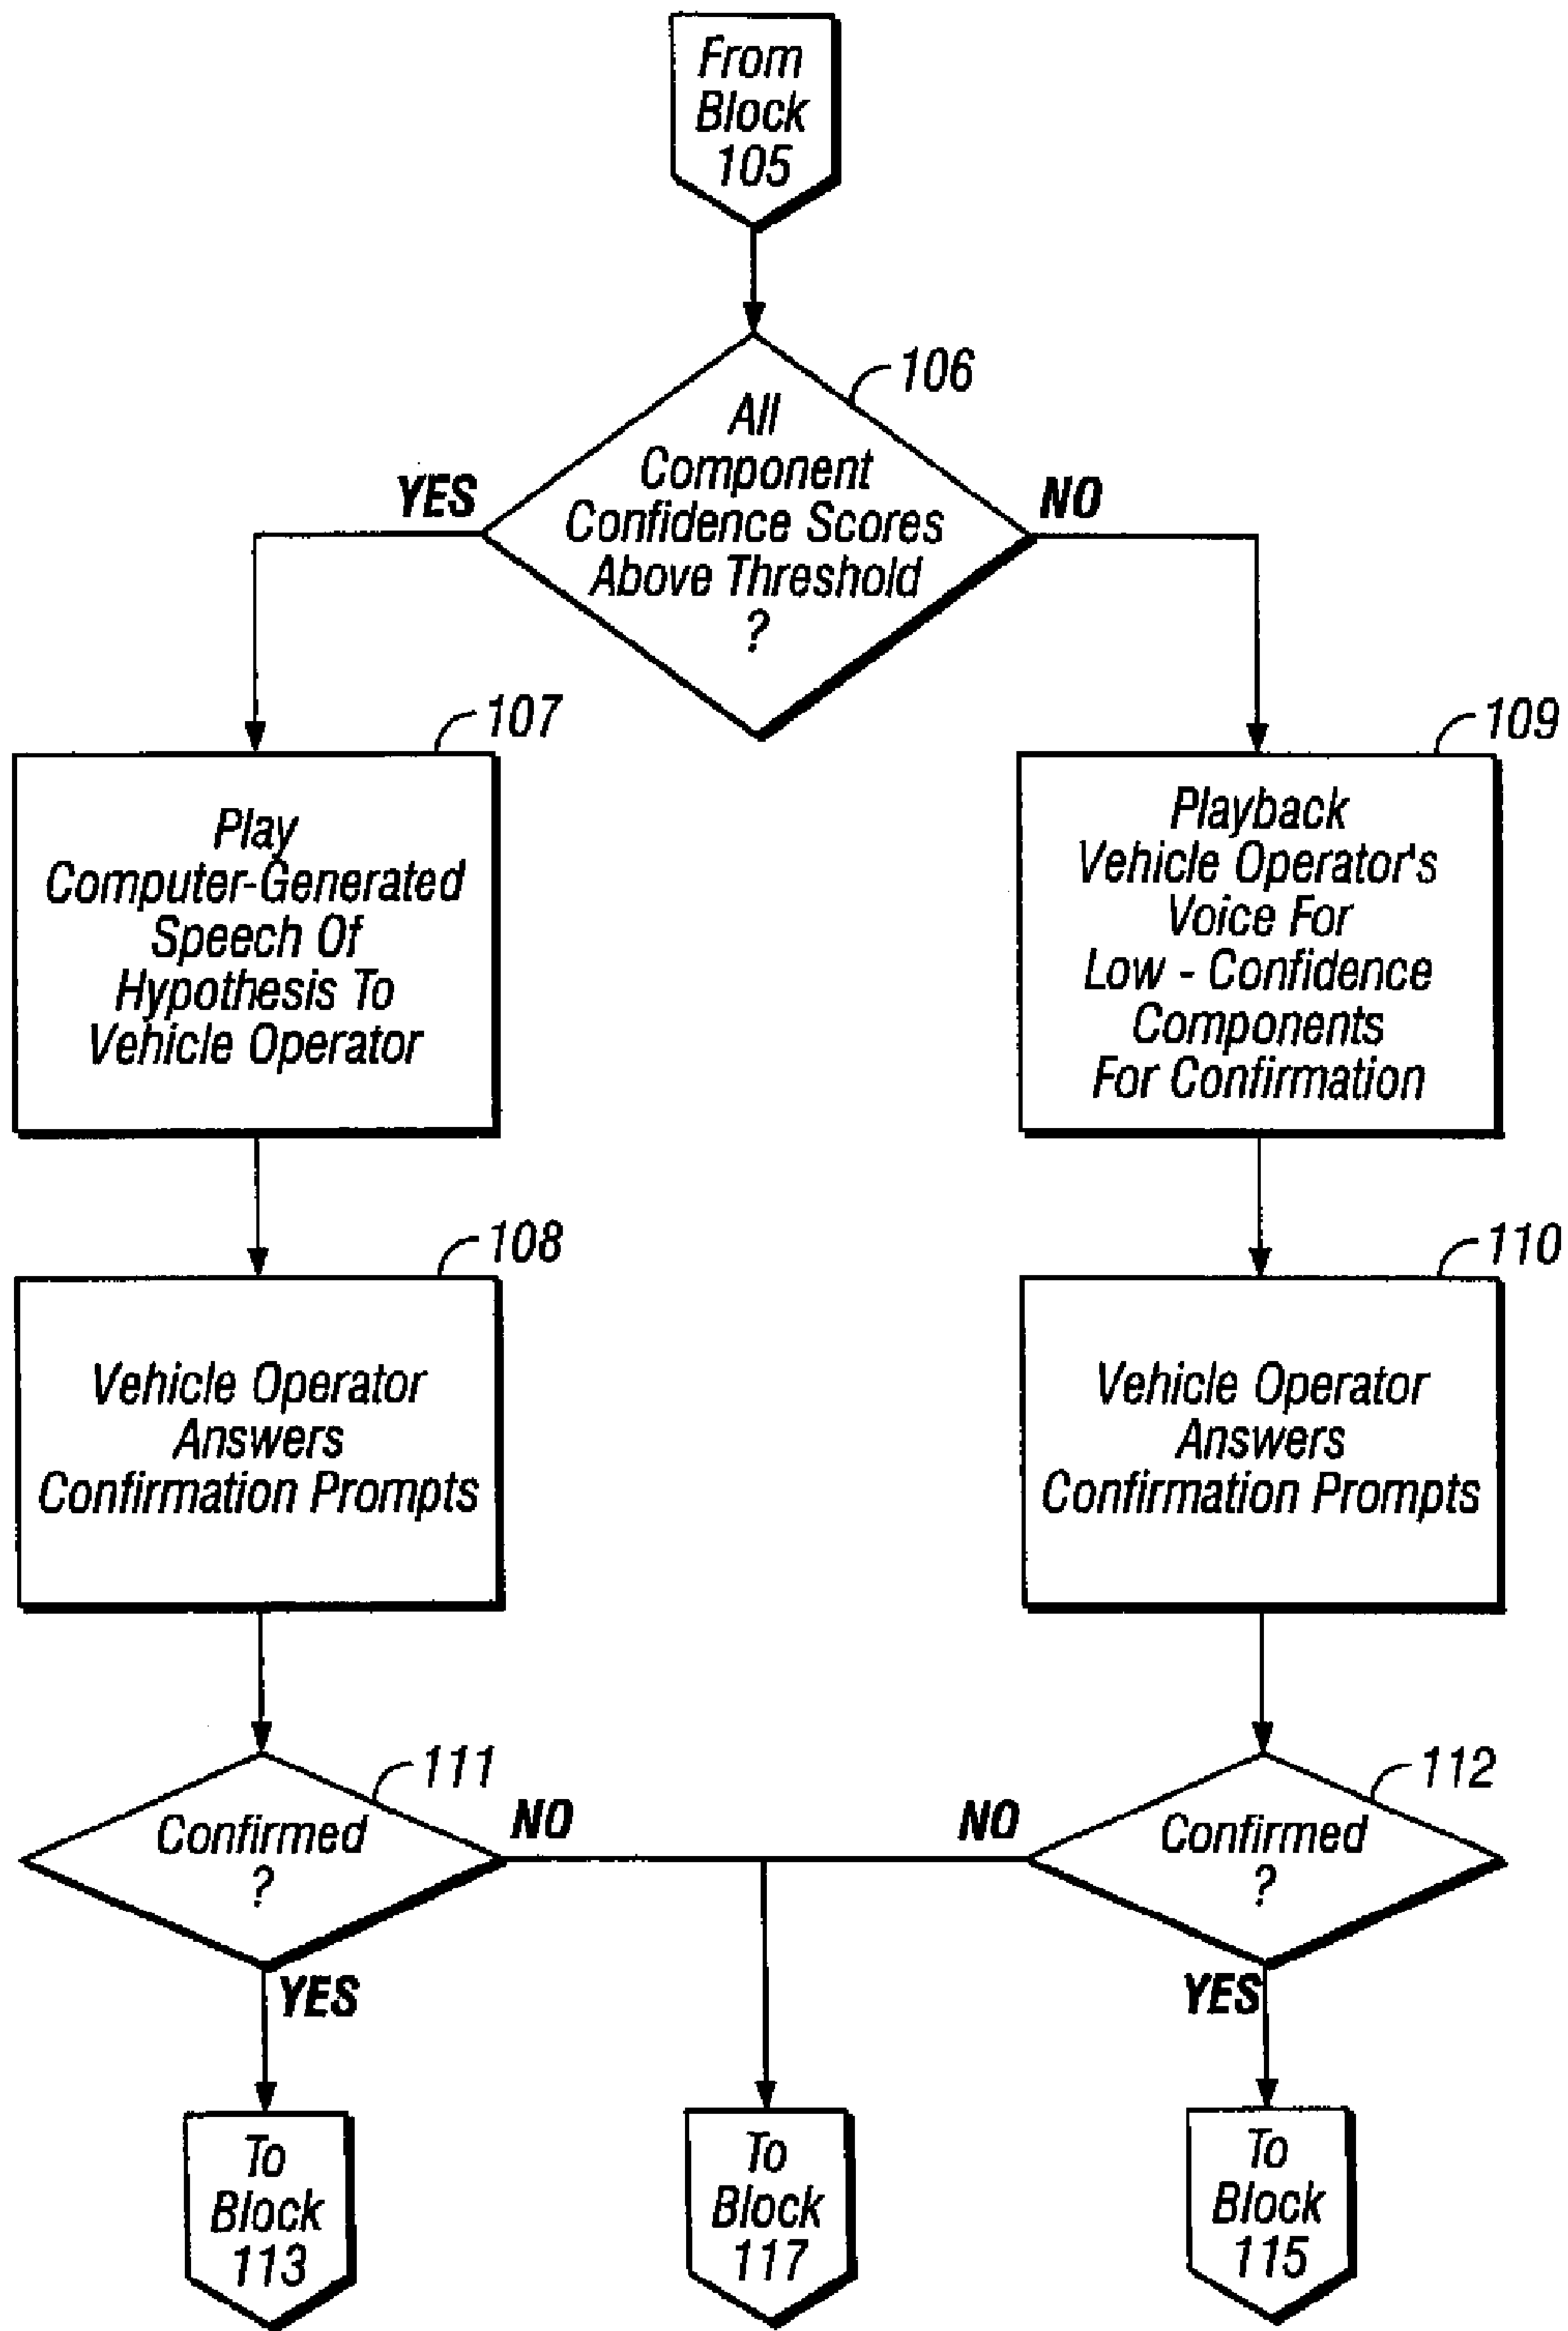 From
Block
105
106
All
Component
Confidence Scores
Above Threshold
?
YES
NO
107
Play
Computer-Generated
Speech Of
Hypothesis To
Vehicle Operator
109
Playback
Vehicle Operator's
Voice For
Low - Confidence
Components
For Confirmation
108
Vehicle Operator
Answers
Confirmation Prompts
110
Vehicle Operator
Answers
Confirmation Prompts
111
Confirmed
?
NO
YES
112
Confirmed
?
NO
YES
To
Block
113
To
Block
117
To
Block
115